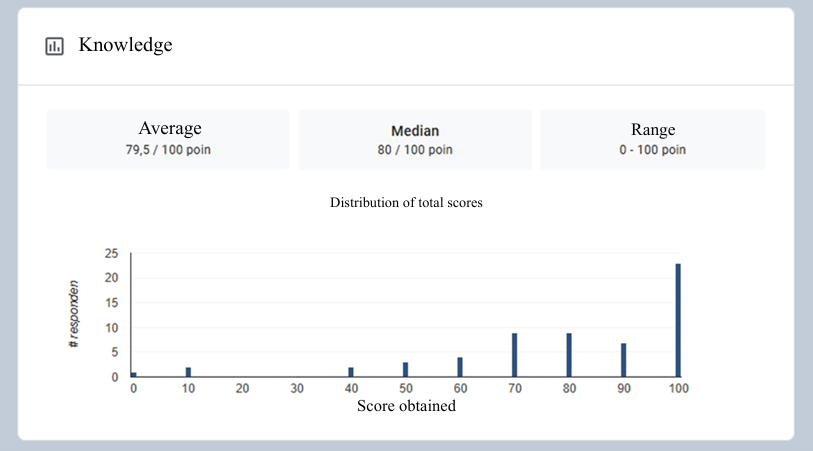 Knowledge
Average
79,5 / 100 poin
Median
80 / 100 poin
Range
0 - 100 poin
Distribution of total scores
# responden
25
20
15
10
5
0
0 10 20 30 40 50 60 70 80 90 100
Score obtained